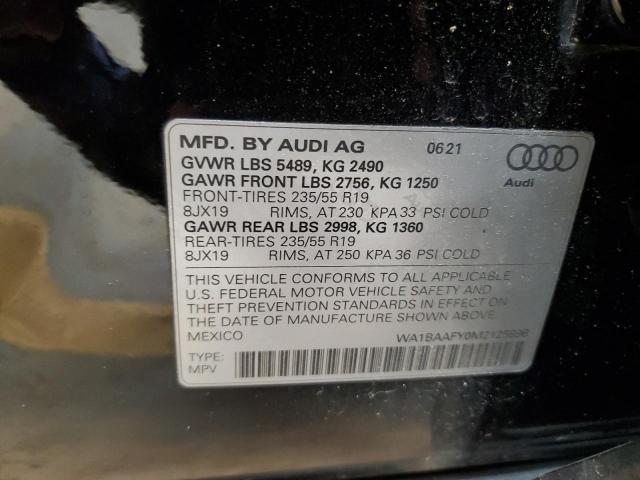 MFD. BY AUDI AG 06 21
GVWR LBS 5489, KG 2490
GAWR FRONT LBS 2756, KG 1250
FRONT-TIRES 235/55 R19
8JX19 RIMS, AT 230 KPA 33 PSI COLD
GAWR REAR LBS 2998, KG 1360
REAR-TIRES 235/55 R19
8JX19 RIMS, AT 250 KPA 36 PSI COLD
Audi
THIS VEHICLE CONFORMS TO ALL APPLICABLE
U.S. FEDERAL MOTOR VEHICLE SAFETY AND
THEFT PREVENTION STANDARDS IN EFFECT ON
THE DATE OF MANUFACTURE SHOWN ABOVE.
MEXICO
TYPE:
MPV